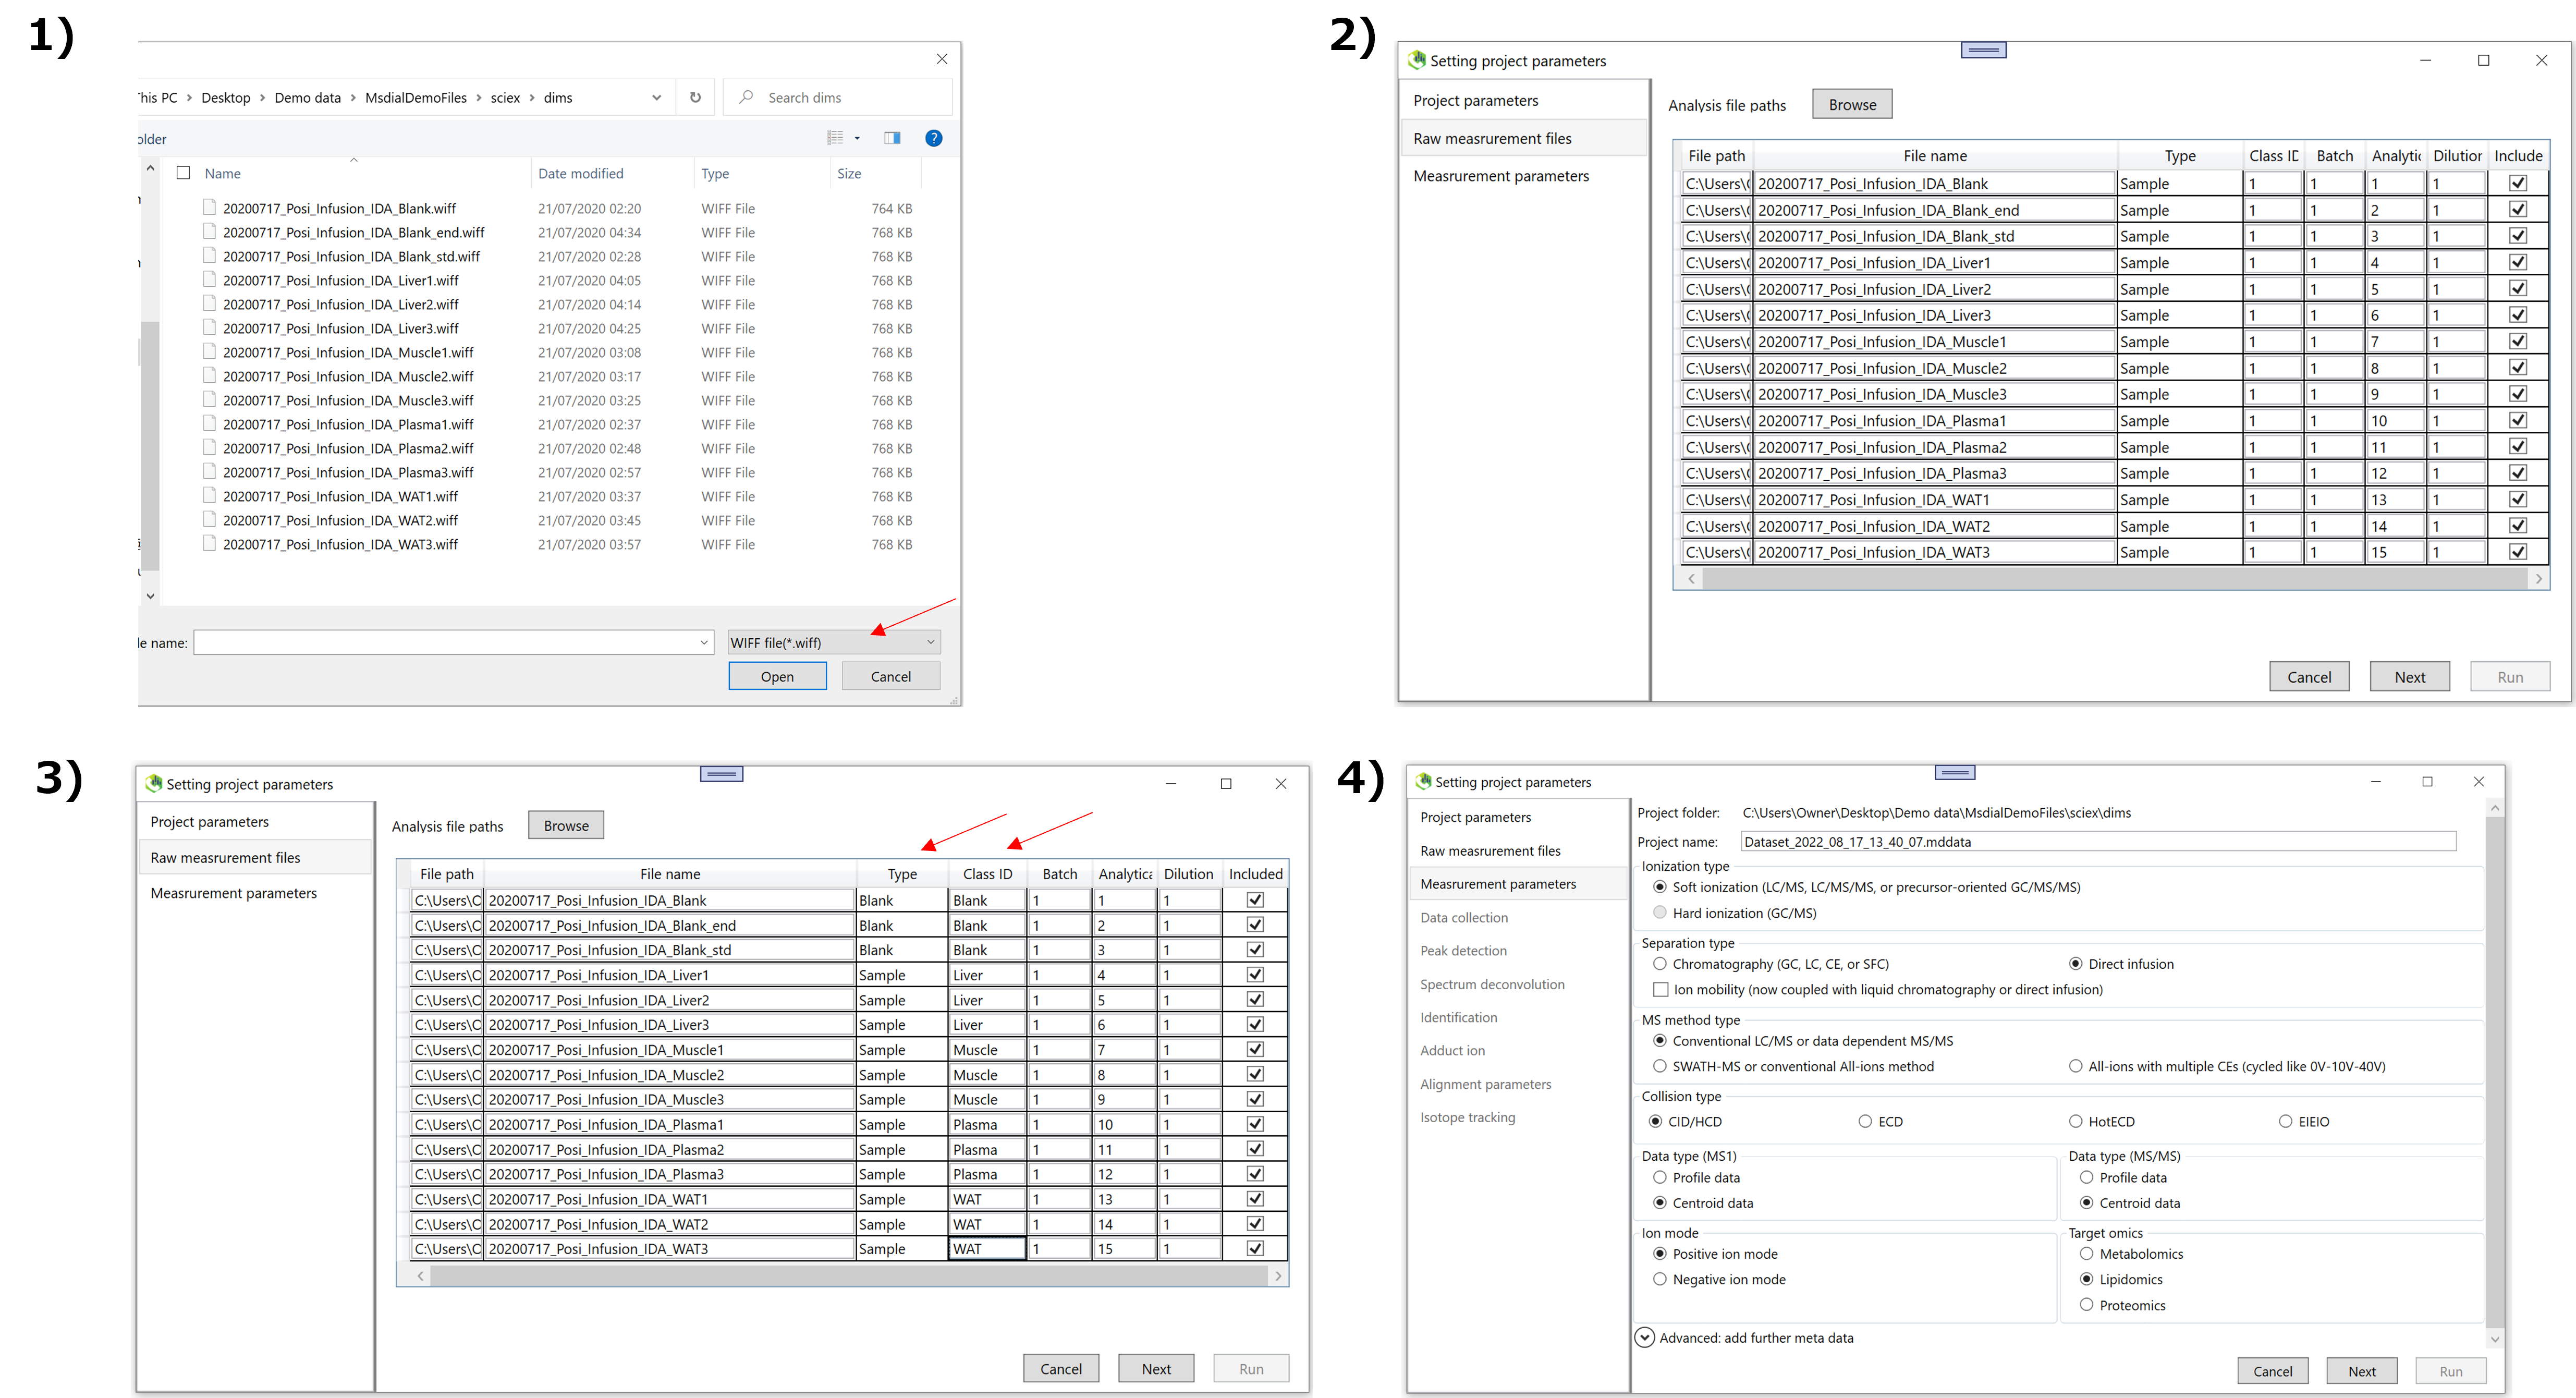 1)
This PC › Desktop › Demo data › MsdialDemoFiles › sciex › dims
Search dims
older
Name Date modified Type Size
20200717_Posi_Infusion_IDA_Blank.wiff 21/07/2020 02:20 WIFF File 764 KB
20200717_Posi_Infusion_IDA_Blank_end.wiff 21/07/2020 04:34 WIFF File 768 KB
20200717_Posi_Infusion_IDA_Blank_std.wiff 21/07/2020 02:28 WIFF File 768 KB
20200717_Posi_Infusion_IDA_Liver1.wiff 21/07/2020 04:05 WIFF File 768 KB
20200717_Posi_Infusion_IDA_Liver2.wiff 21/07/2020 04:14 WIFF File 768 KB
20200717_Posi_Infusion_IDA_Liver3.wiff 21/07/2020 04:25 WIFF File 768 KB
20200717_Posi_Infusion_IDA_Muscle1.wiff 21/07/2020 03:08 WIFF File 768 KB
20200717_Posi_Infusion_IDA_Muscle2.wiff 21/07/2020 03:17 WIFF File 768 KB
20200717_Posi_Infusion_IDA_Muscle3.wiff 21/07/2020 03:25 WIFF File 768 KB
20200717_Posi_Infusion_IDA_Plasma1.wiff 21/07/2020 02:37 WIFF File 768 KB
20200717_Posi_Infusion_IDA_Plasma2.wiff 21/07/2020 02:48 WIFF File 768 KB
20200717_Posi_Infusion_IDA_Plasma3.wiff 21/07/2020 02:57 WIFF File 768 KB
20200717_Posi_Infusion_IDA_WAT1.wiff 21/07/2020 03:37 WIFF File 768 KB
20200717_Posi_Infusion_IDA_WAT2.wiff 21/07/2020 03:45 WIFF File 768 KB
20200717_Posi_Infusion_IDA_WAT3.wiff 21/07/2020 03:57 WIFF File 768 KB
le name: WIFF file(*.wiff)
Open Cancel
2)
Setting project parameters
Project parameters
Raw measrurement files
Measrurement parameters
Analysis file paths Browse
File path File name Type Class ID Batch Analytic Dilution Include
C:\Users\ 20200717_Posi_Infusion_IDA_Blank Sample 1 1 1 1
C:\Users\ 20200717_Posi_Infusion_IDA_Blank_end Sample 1 1 2 1
C:\Users\ 20200717_Posi_Infusion_IDA_Blank_std Sample 1 1 3 1
C:\Users\ 20200717_Posi_Infusion_IDA_Liver1 Sample 1 1 4 1
C:\Users\ 20200717_Posi_Infusion_IDA_Liver2 Sample 1 1 5 1
C:\Users\ 20200717_Posi_Infusion_IDA_Liver3 Sample 1 1 6 1
C:\Users\ 20200717_Posi_Infusion_IDA_Muscle1 Sample 1 1 7 1
C:\Users\ 20200717_Posi_Infusion_IDA_Muscle2 Sample 1 1 8 1
C:\Users\ 20200717_Posi_Infusion_IDA_Muscle3 Sample 1 1 9 1
C:\Users\ 20200717_Posi_Infusion_IDA_Plasma1 Sample 1 1 10 1
C:\Users\ 20200717_Posi_Infusion_IDA_Plasma2 Sample 1 1 11 1
C:\Users\ 20200717_Posi_Infusion_IDA_Plasma3 Sample 1 1 12 1
C:\Users\ 20200717_Posi_Infusion_IDA_WAT1 Sample 1 1 13 1
C:\Users\ 20200717_Posi_Infusion_IDA_WAT2 Sample 1 1 14 1
C:\Users\ 20200717_Posi_Infusion_IDA_WAT3 Sample 1 1 15 1
Cancel Next Run
3)
Setting project parameters
Project parameters
Raw measrurement files
Measrurement parameters
Analysis file paths Browse
File path File name Type Class ID Batch Analytica Dilution Included
C:\Users\C 20200717_Posi_Infusion_IDA_Blank Blank Blank 1 1 1
C:\Users\C 20200717_Posi_Infusion_IDA_Blank_end Blank Blank 1 2 1
C:\Users\C 20200717_Posi_Infusion_IDA_Blank_std Blank Blank 1 3 1
C:\Users\C 20200717_Posi_Infusion_IDA_Liver1 Sample Liver 1 4 1
C:\Users\C 20200717_Posi_Infusion_IDA_Liver2 Sample Liver 1 5 1
C:\Users\C 20200717_Posi_Infusion_IDA_Liver3 Sample Liver 1 6 1
C:\Users\C 20200717_Posi_Infusion_IDA_Muscle1 Sample Muscle 1 7 1
C:\Users\C 20200717_Posi_Infusion_IDA_Muscle2 Sample Muscle 1 8 1
C:\Users\C 20200717_Posi_Infusion_IDA_Muscle3 Sample Muscle 1 9 1
C:\Users\C 20200717_Posi_Infusion_IDA_Plasma1 Sample Plasma 1 10 1
C:\Users\C 20200717_Posi_Infusion_IDA_Plasma2 Sample Plasma 1 11 1
C:\Users\C 20200717_Posi_Infusion_IDA_Plasma3 Sample Plasma 1 12 1
C:\Users\C 20200717_Posi_Infusion_IDA_WAT1 Sample WAT 1 13 1
C:\Users\C 20200717_Posi_Infusion_IDA_WAT2 Sample WAT 1 14 1
C:\Users\C 20200717_Posi_Infusion_IDA_WAT3 Sample WAT 1 15 1
Cancel Next Run
4)
Setting project parameters
Project parameters
Raw measrurement files
Measrurement parameters
Data collection
Peak detection
Spectrum deconvolution
Identification
Adduct ion
Alignment parameters
Isotope tracking
Project folder: C:\Users\Owner\Desktop\Demo data\MsdialDemoFiles\sciex\dims
Project name: Dataset_2022_08_17_13_40_07.mddata
Ionization type
Soft ionization (LC/MS, LC/MS/MS, or precursor-oriented GC/MS/MS)
Hard ionization (GC/MS)
Separation type
Chromatography (GC, LC, CE, or SFC) Direct infusion
Ion mobility (now coupled with liquid chromatography or direct infusion)
MS method type
Conventional LC/MS or data dependent MS/MS
SWATH-MS or conventional All-ions method All-ions with multiple CEs (cycled like 0V-10V-40V)
Collision type
CID/HCD ECD HotECD EIEIO
Data type (MS1) Data type (MS/MS)
Profile data Profile data
Centroid data Centroid data
Ion mode Target omics
Positive ion mode Metabolomics
Negative ion mode Lipidomics
Proteomics
Advanced: add further meta data
Cancel Next Run